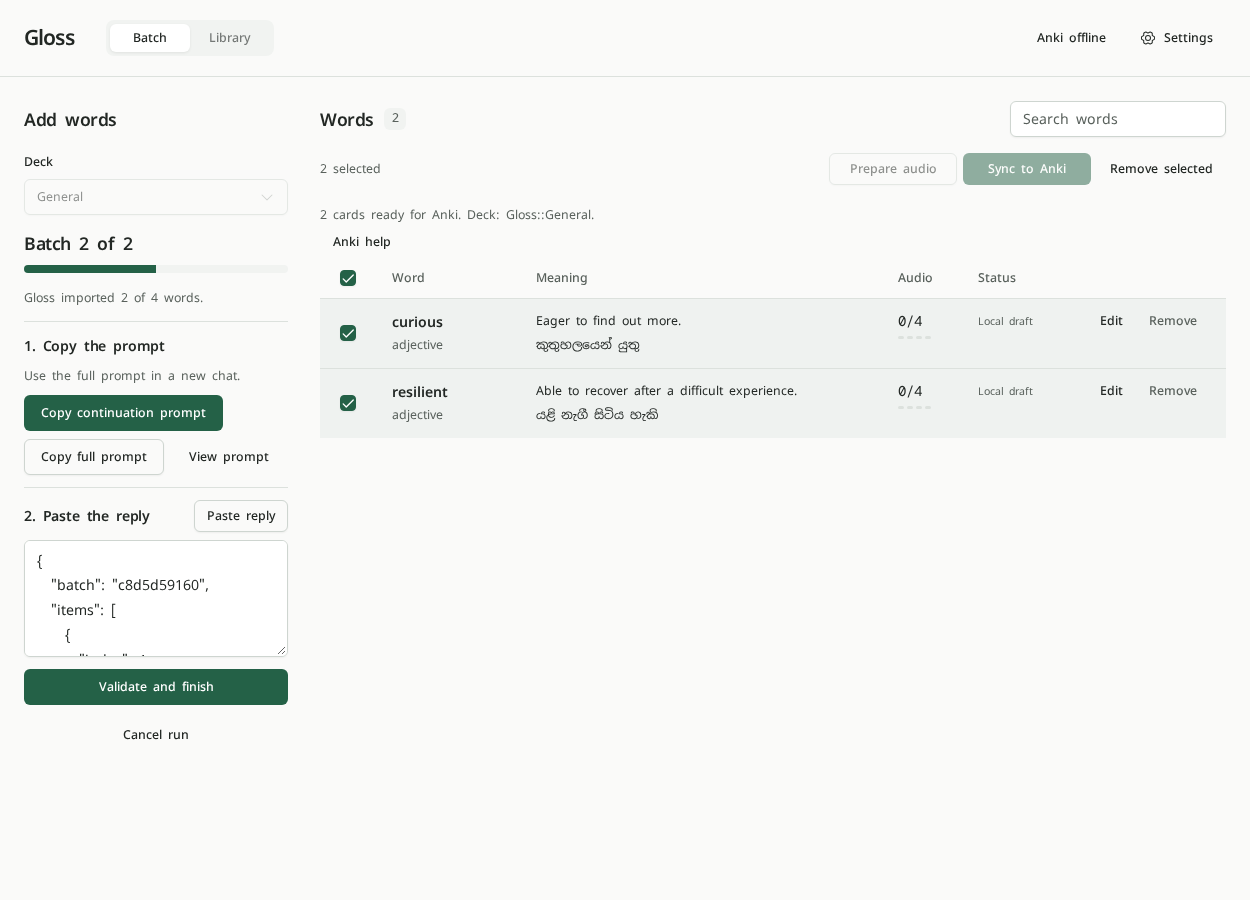 Gloss
Batch
Library
Anki offline
Settings
Add words
Deck
General
Batch 2 of 2
Gloss imported 2 of 4 words.
1. Copy the prompt
Use the full prompt in a new chat.
Copy continuation prompt
Copy full prompt
View prompt
2. Paste the reply
Paste reply
{
"batch": "c8d5d59160",
"items": [
{
Validate and finish
Cancel run
Words 2
Search words
2 selected
Prepare audio
Sync to Anki
Remove selected
2 cards ready for Anki. Deck: Gloss::General.
Anki help
Word Meaning Audio Status
curious Eager to find out more. 0/4 Local draft Edit Remove
adjective කුතුහලයෙන් යුතු
resilient Able to recover after a difficult experience. 0/4 Local draft Edit Remove
adjective යළි නැගී සිටිය හැකි